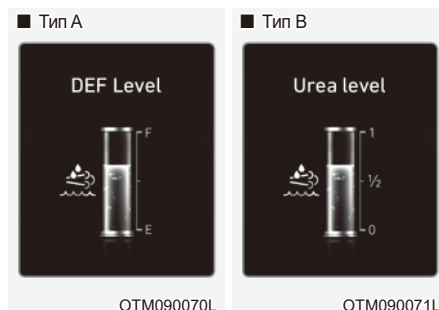 ■ Тип A
DEF Level
F
E
OTM090070L
■ Тип B
Urea level
1
½
0
OTM090071L